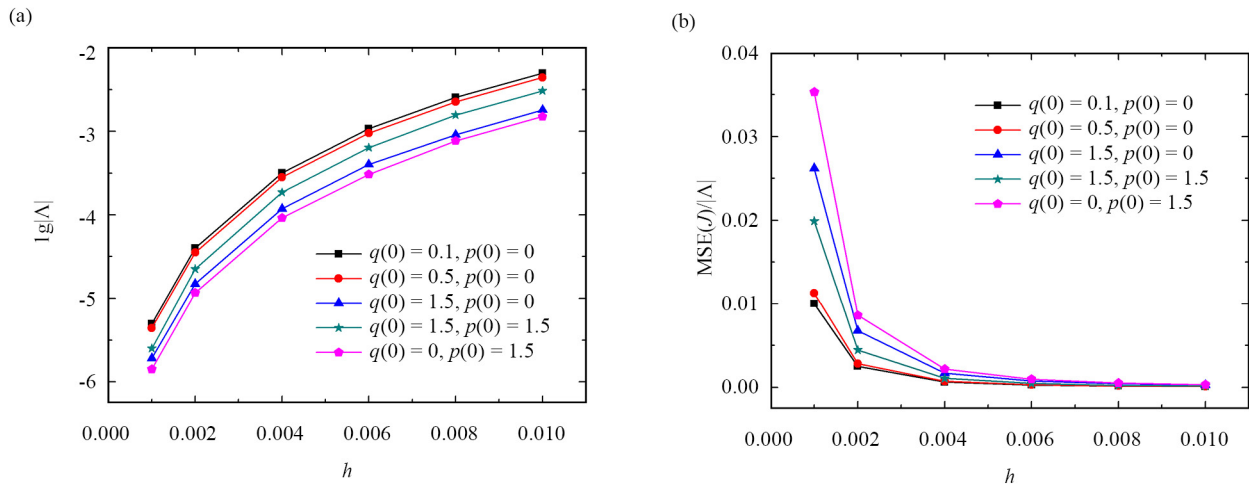 (a)
-2
-3
-4
-5
-6
lg|Λ|
q(0) = 0.1, p(0) = 0
q(0) = 0.5, p(0) = 0
q(0) = 1.5, p(0) = 0
q(0) = 1.5, p(0) = 1.5
q(0) = 0, p(0) = 1.5
0.000 0.002 0.004 0.006 0.008 0.010
h
(b)
0.04
0.03
0.02
0.01
0.00
MSE(J)/|Λ|
q(0) = 0.1, p(0) = 0
q(0) = 0.5, p(0) = 0
q(0) = 1.5, p(0) = 0
q(0) = 1.5, p(0) = 1.5
q(0) = 0, p(0) = 1.5
0.000 0.002 0.004 0.006 0.008 0.010
h